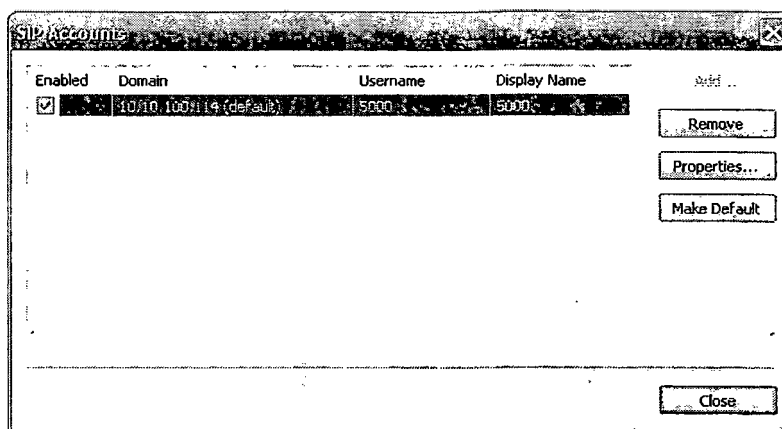 SIP Accounts
Enabled Domain Username Display Name Add...
10.10.100.114 (default) 5000 5000
Remove
Properties...
Make Default
Close